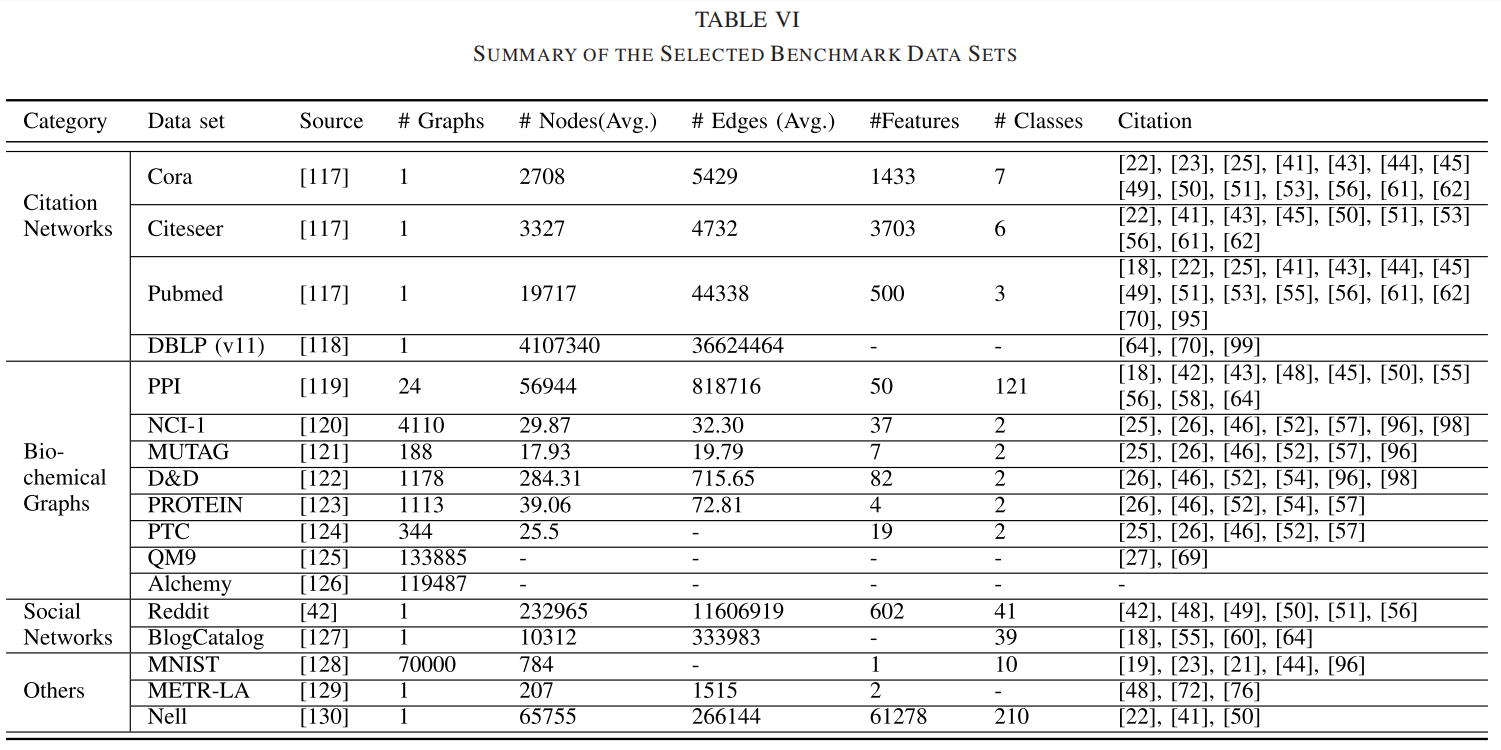 TABLE VI
SUMMARY OF THE SELECTED BENCHMARK DATA SETS
Category Data set Source # Graphs # Nodes(Avg.) # Edges (Avg.) #Features # Classes Citation
Citation Networks
Cora [117] 1 2708 5429 1433 7 [22], [23], [25], [41], [43], [44], [45]
[49], [50], [51], [53], [56], [61], [62]
Citeseer [117] 1 3327 4732 3703 6 [22], [41], [43], [45], [50], [51], [53]
[56], [61], [62]
Pubmed [117] 1 19717 44338 500 3 [18], [22], [25], [41], [43], [44], [45]
[49], [51], [53], [55], [56], [61], [62]
[70], [95]
DBLP (v11) [118] 1 4107340 36624464 - - [64], [70], [99]
Bio-
chemical
Graphs
PPI [119] 24 56944 818716 50 121 [18], [42], [43], [48], [45], [50], [55]
[56], [58], [64]
NCI-1 [120] 4110 29.87 32.30 37 2 [25], [26], [46], [52], [57], [96], [98]
MUTAG [121] 188 17.93 19.79 7 2 [25], [26], [46], [52], [57], [96]
D&D [122] 1178 284.31 715.65 82 2 [26], [46], [52], [54], [96], [98]
PROTEIN [123] 1113 39.06 72.81 4 2 [26], [46], [52], [54], [57]
PTC [124] 344 25.5 - 19 2 [25], [26], [46], [52], [57]
QM9 [125] 133885 - - - - [27], [69]
Alchemy [126] 119487 - - - - -
Social
Networks
Reddit [42] 1 232965 11606919 602 41 [42], [48], [49], [50], [51], [56]
BlogCatalog [127] 1 10312 333983 - 39 [18], [55], [60], [64]
Others
MNIST [128] 70000 784 - 1 10 [19], [23], [21], [44], [96]
METR-LA [129] 1 207 1515 2 - [48], [72], [76]
Nell [130] 1 65755 266144 61278 210 [22], [41], [50]